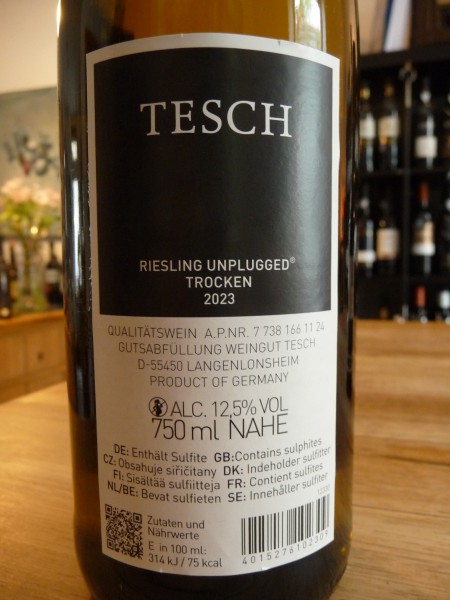 TESCH
RIESLING UNPLUGGED®
TROCKEN
2023
QUALITÄTSWEIN A.P.NR. 7 738 166 11 24
GUTSABFÜLLUNG WEINGUT TESCH
D-55450 LANGENLONSHEIM
PRODUCT OF GERMANY
ALC. 12,5% VOL
750 ml NAHE
DE: Enthält Sulfite GB:Contains sulphites
CZ: Obsahuje siřičitany DK: Indeholder sulfitter
FI: Sisältää sulfiitteja FR: Contient sulfites
NL/BE: Bevat sulfieten SE: Innehåller sulfiter
Zutaten und
Nährwerte
E in 100 ml:
314 kJ / 75 kcal
4015276102309